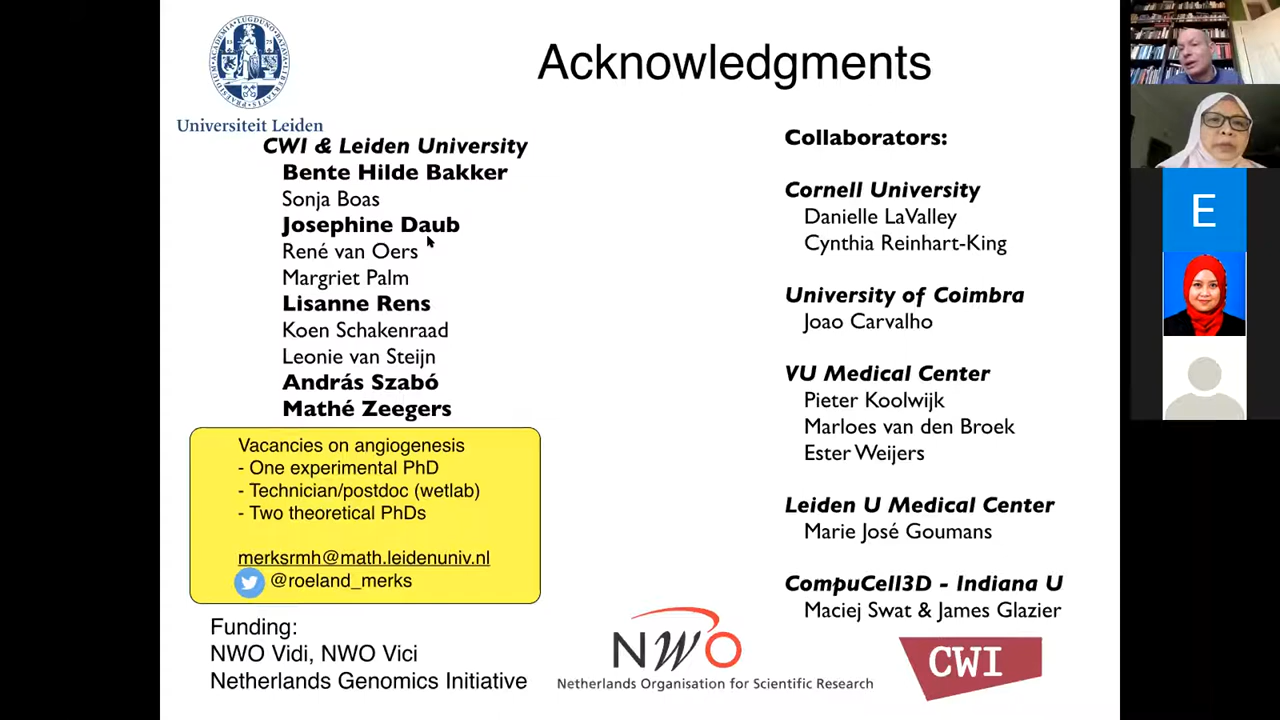 Acknowledgments
Universiteit Leiden
CWI & Leiden University
Bente Hilde Bakker
Sonja Boas
Josephine Daub
René van Oers
Margriet Palm
Lisanne Rens
Koen Schakenraad
Leonie van Steijn
András Szabó
Mathé Zeegers
Vacancies on angiogenesis
- One experimental PhD
- Technician/postdoc (wetlab)
- Two theoretical PhDs
merksrmh@math.leidenuniv.nl
@roeland_merks
Funding:
NWO Vidi, NWO Vici
Netherlands Genomics Initiative
Collaborators:
Cornell University
Danielle LaValley
Cynthia Reinhart-King
University of Coimbra
Joao Carvalho
VU Medical Center
Pieter Koolwijk
Marloes van den Broek
Ester Weijers
Leiden U Medical Center
Marie José Goumans
CompuCell3D - Indiana U
Maciej Swat & James Glazier
NWO
Netherlands Organisation for Scientific Research
CWI
E